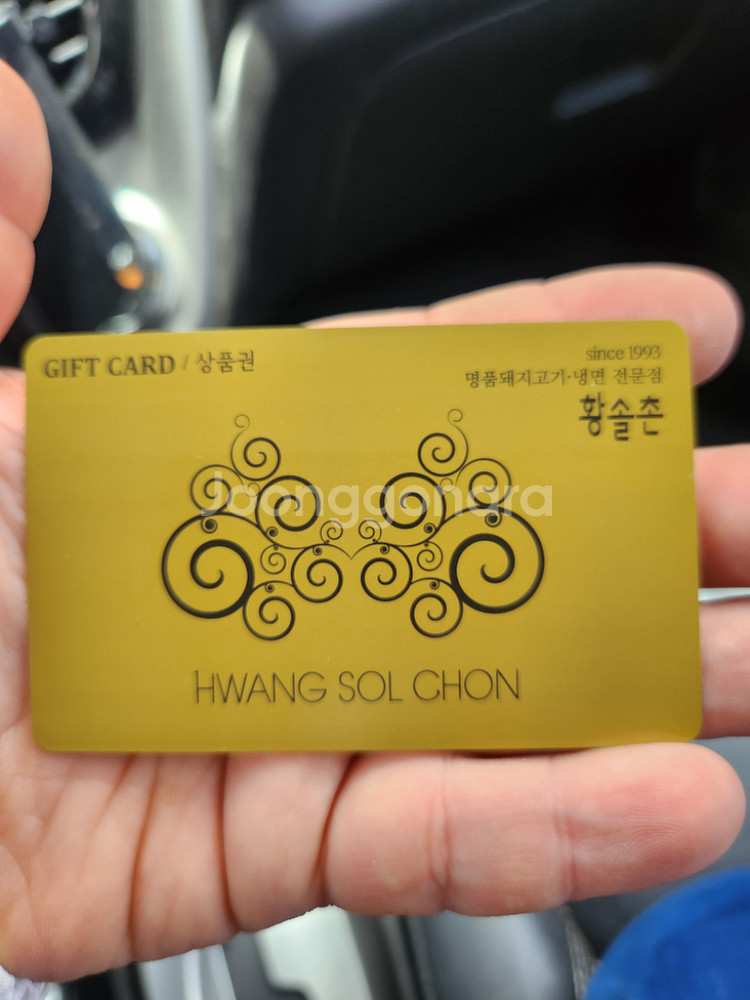 GIFT CARD / 상품권
since 1993
명품돼지고기·냉면 전문점
황솔촌
Joonggonara
HWANG SOL CHON